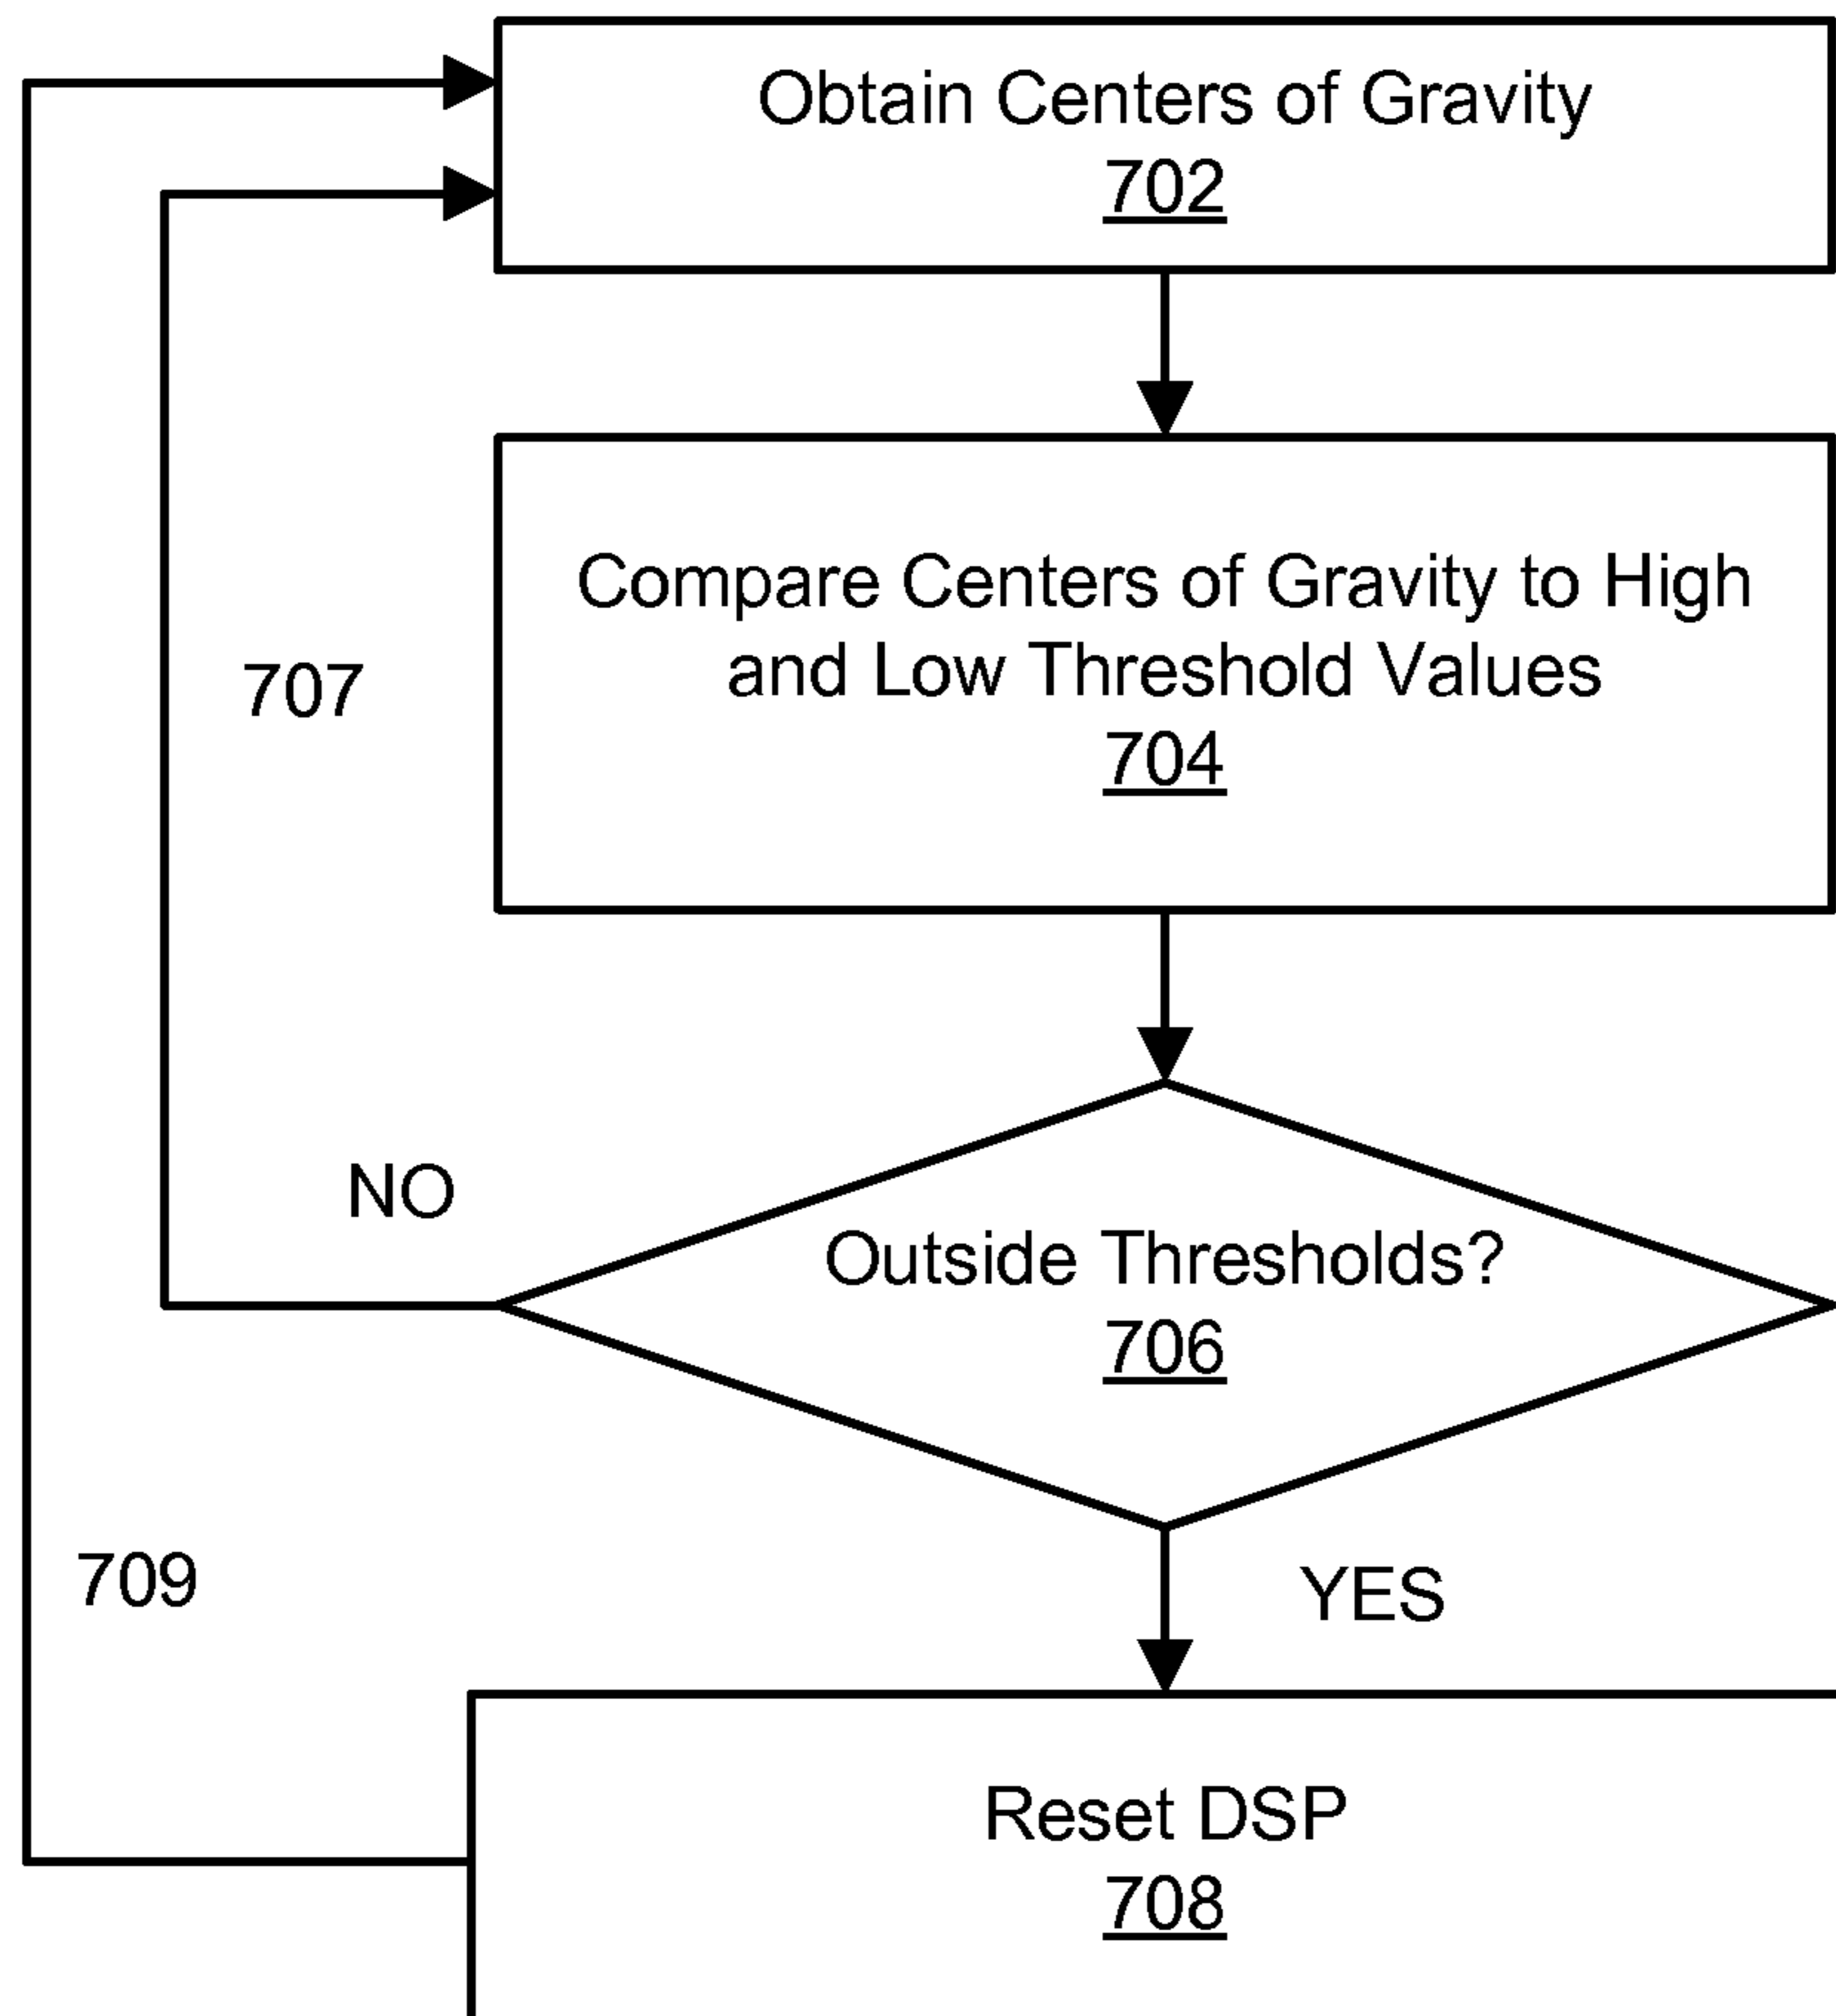 Obtain Centers of Gravity
702
Compare Centers of Gravity to High
and Low Threshold Values
704
707
NO
Outside Thresholds?
706
YES
709
Reset DSP
708